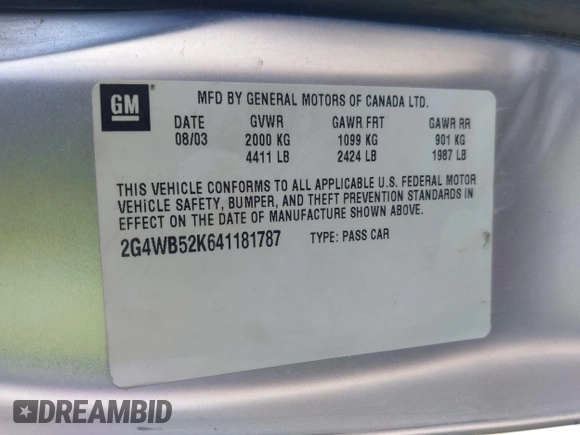 GM
MFD BY GENERAL MOTORS OF CANADA LTD.
DATE GVWR GAWR FRT GAWR RR
08/03 2000 KG 1099 KG 901 KG
4411 LB 2424 LB 1987 LB
THIS VEHICLE CONFORMS TO ALL APPLICABLE U.S. FEDERAL MOTOR
VEHICLE SAFETY, BUMPER, AND THEFT PREVENTION STANDARDS IN
EFFECT ON THE DATE OF MANUFACTURE SHOWN ABOVE.
2G4WB52K641181787 TYPE: PASS CAR
DREAMBID